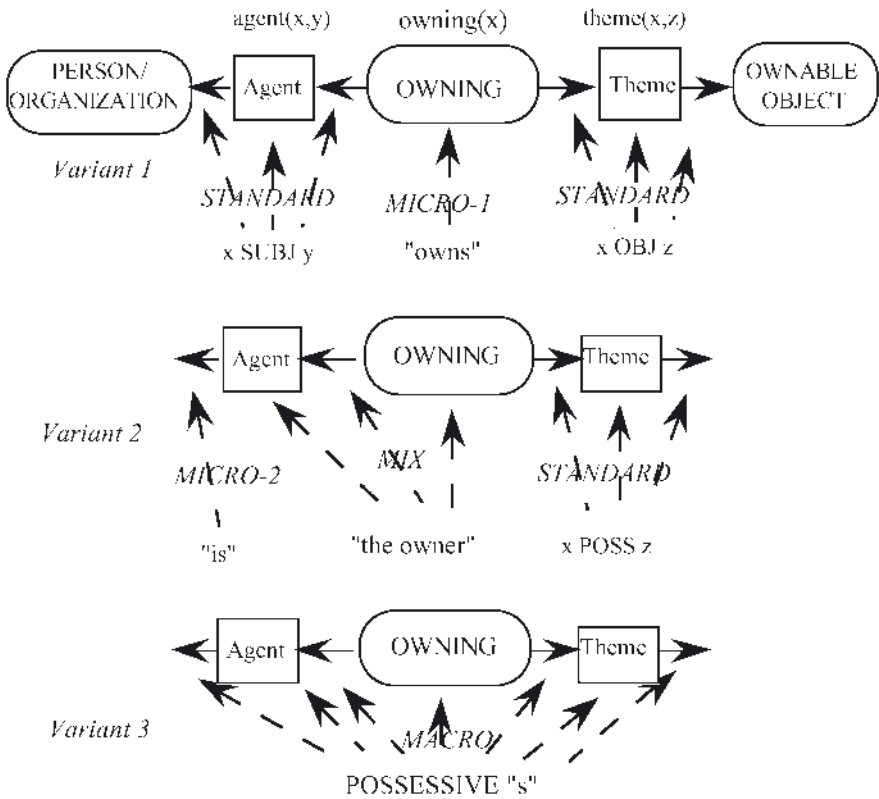 agent(x,y) owning(x) theme(x,z)
PERSON/ Agent OWNING Theme OWNABLE
ORGANIZATION OBJECT
Variant 1
STANDARD MICRO-1 STANDARD
x SUBJ y "owns" x OBJ z
Agent OWNING Theme
Variant 2
MICRO-2 MIX STANDARD
"is" "the owner" x POSS z
Agent OWNING Theme
Variant 3 MACRO
POSSESSIVE "s"